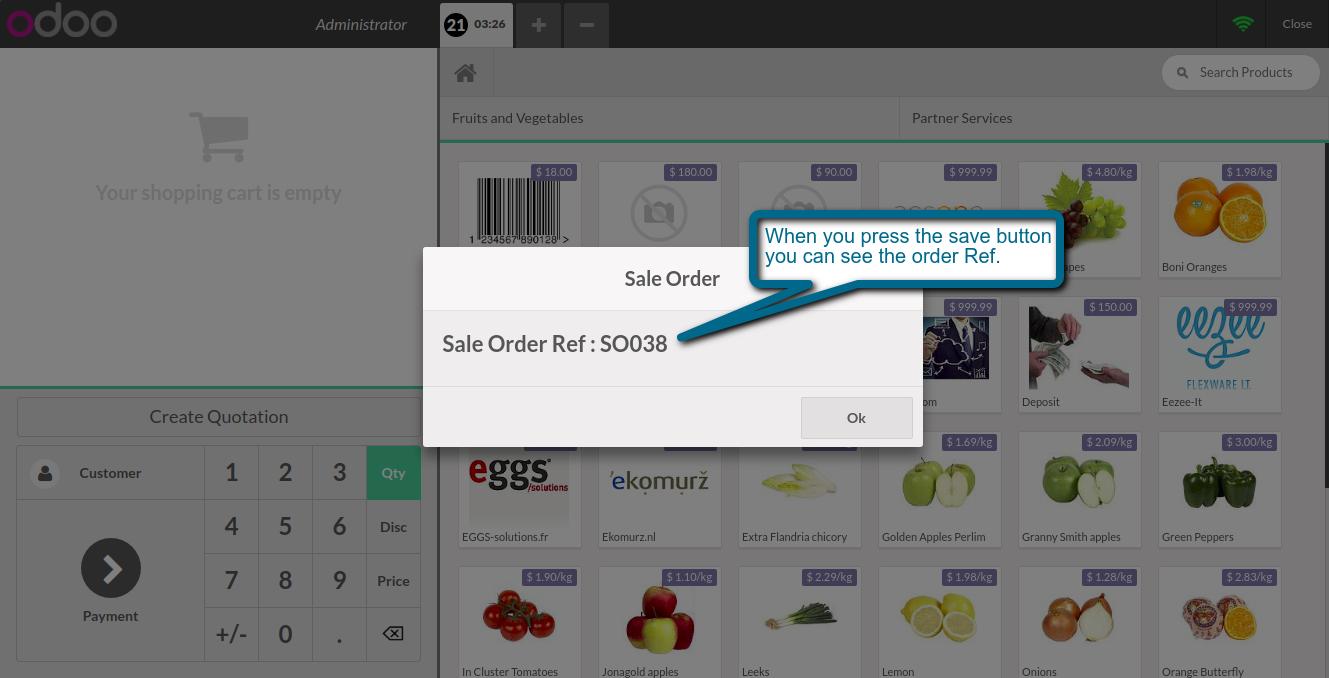 odoo
Administrator
21 03:26
+
−
Close
Search Products
Fruits and Vegetables
Partner Services
Your shopping cart is empty
$ 18.00
$ 180.00
$ 90.00
$ 999.99
$ 4.80/kg
$ 1.98/kg
1 234567 890128 >
Boni Oranges
When you press the save button
you can see the order Ref.
Sale Order
Sale Order Ref : SO038
Ok
$ 999.99
$ 150.00
$ 999.99
eezee
FLEXWARE I.T.
Deposit
Eezee-It
Create Quotation
Customer
1 2 3 Qty
4 5 6 Disc
7 8 9 Price
+/- 0 .
Payment
$ 1.69/kg
$ 2.09/kg
$ 3.00/kg
eggs
/solutions
ekomurž
EGGS-solutions.fr
Ekomurz.nl
Extra Flandria chicory
Golden Apples Perlim
Granny Smith apples
Green Peppers
$ 1.90/kg
$ 1.10/kg
$ 2.29/kg
$ 1.98/kg
$ 1.28/kg
$ 2.83/kg
In Cluster Tomatoes
Jonagold apples
Leeks
Lemon
Onions
Orange Butterfly